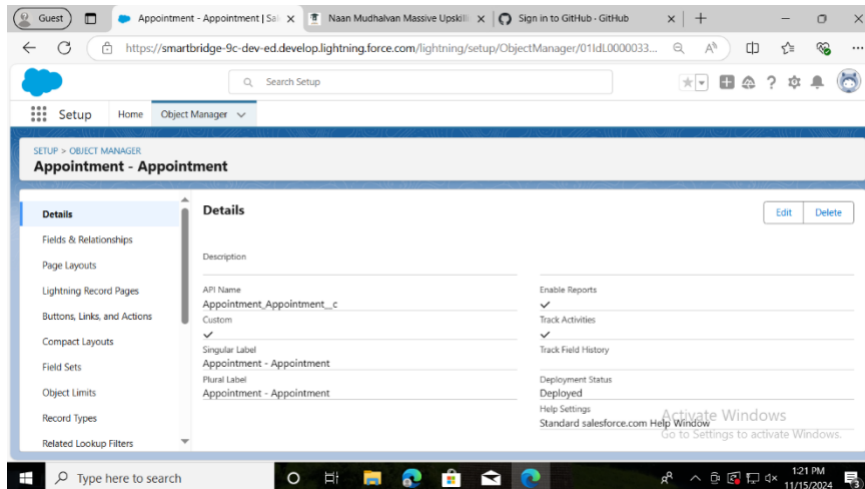 Guest
Appointment - Appointment | Sal
Naan Mudhalvan Massive Upskilli
Sign in to GitHub · GitHub
https://smartbridge-9c-dev-ed.develop.lightning.force.com/lightning/setup/ObjectManager/01IdL0000033...
Search Setup
Setup
Home
Object Manager
SETUP > OBJECT MANAGER
Appointment - Appointment
Details
Fields & Relationships
Page Layouts
Lightning Record Pages
Buttons, Links, and Actions
Compact Layouts
Field Sets
Object Limits
Record Types
Related Lookup Filters
Details
Edit
Delete
Description
API Name
Appointment_Appointment__c
Custom
Singular Label
Appointment - Appointment
Plural Label
Appointment - Appointment
Enable Reports
Track Activities
Track Field History
Deployment Status
Deployed
Help Settings
Standard salesforce.com Help Window
Activate Windows
Go to Settings to activate Windows.
Type here to search
1:21 PM
11/15/2024